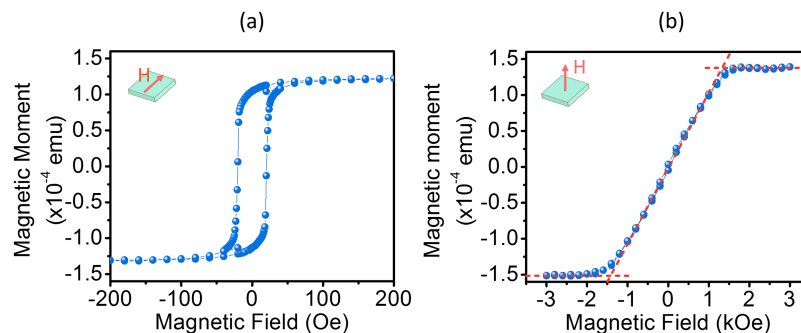 (a)
(b)
H
Magnetic Moment
(x10⁻⁴ emu)
1.5
1.0
0.5
0.0
-0.5
-1.0
-1.5
-200 -100 0 100 200
Magnetic Field (Oe)
H
Magnetic moment
(x10⁻⁴ emu)
1.5
1.0
0.5
0.0
-0.5
-1.0
-1.5
-3 -2 -1 0 1 2 3
Magnetic Field (kOe)